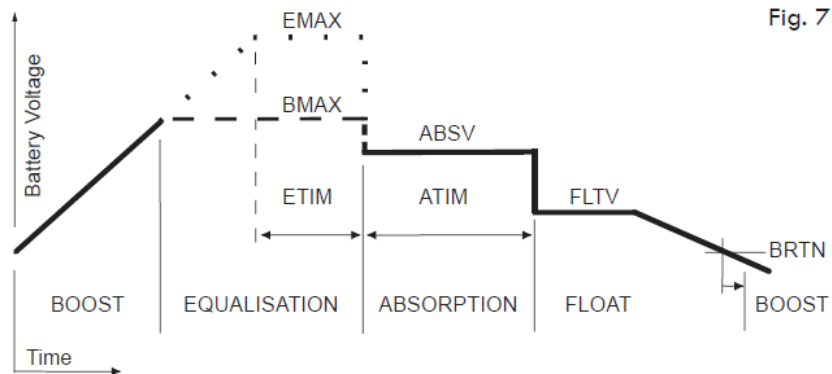 EMAX
Fig. 7
Battery Voltage
BMAX
ABSV
ETIM
ATIM
FLTV
BRTN
BOOST
EQUALISATION
ABSORPTION
FLOAT
BOOST
Time